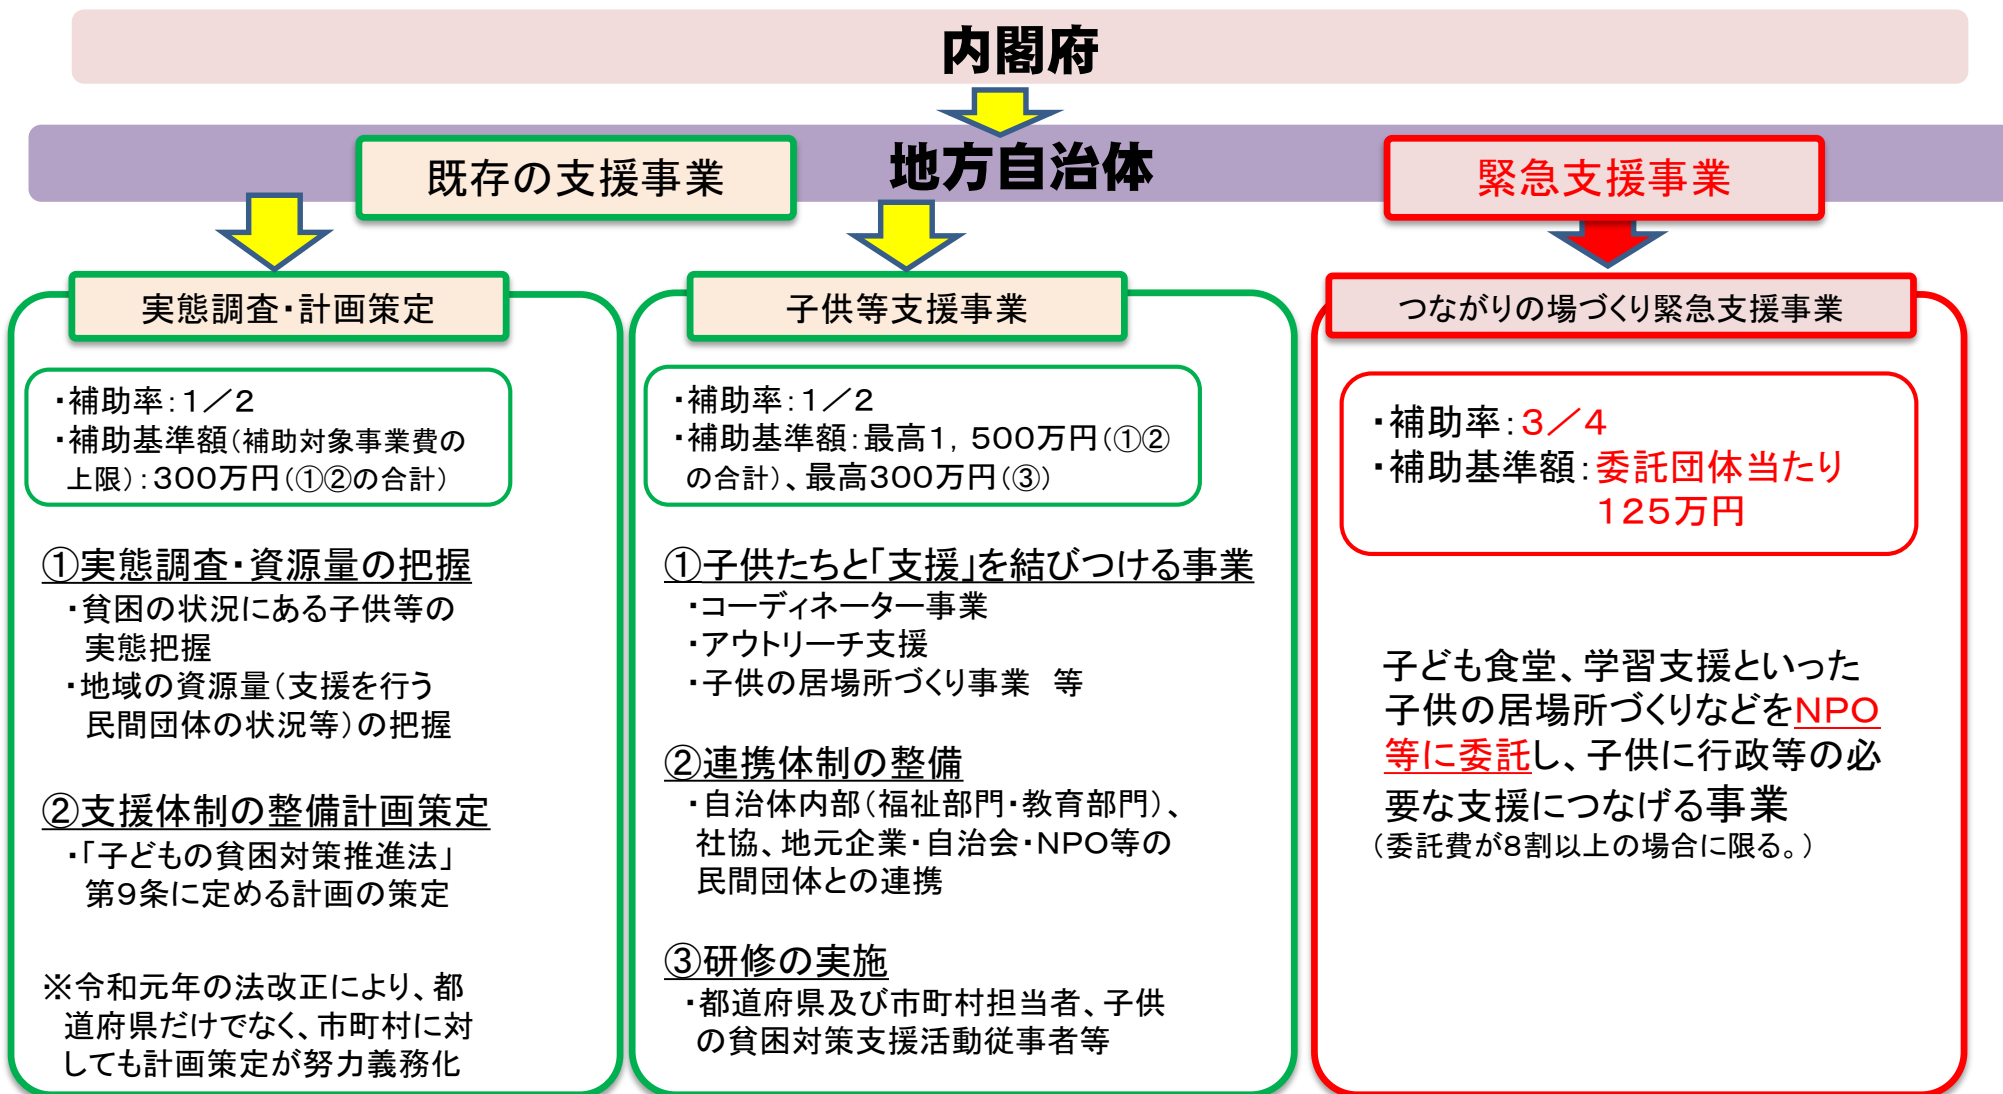 内閣府
地方自治体
既存の支援事業
緊急支援事業
実態調査・計画策定
・補助率:1/2
・補助基準額(補助対象事業費の
上限):300万円(①②の合計)
①実態調査・資源量の把握
・貧困の状況にある子供等の
実態把握
・地域の資源量(支援を行う
民間団体の状況等)の把握
②支援体制の整備計画策定
・「子どもの貧困対策推進法」
第9条に定める計画の策定
※令和元年の法改正により、都
道府県だけでなく、市町村に対
しても計画策定が努力義務化
子供等支援事業
・補助率:1/2
・補助基準額:最高1,500万円(①②
の合計)、最高300万円(③)
①子供たちと「支援」を結びつける事業
・コーディネーター事業
・アウトリーチ支援
・子供の居場所づくり事業 等
②連携体制の整備
・自治体内部(福祉部門・教育部門)、
社協、地元企業・自治会・NPO等の
民間団体との連携
③研修の実施
・都道府県及び市町村担当者、子供
の貧困対策支援活動従事者等
つながりの場づくり緊急支援事業
・補助率:3/4
・補助基準額:委託団体当たり
125万円
子ども食堂、学習支援といった
子供の居場所づくりなどをNPO
等に委託し、子供に行政等の必
要な支援につなげる事業
(委託費が8割以上の場合に限る。)